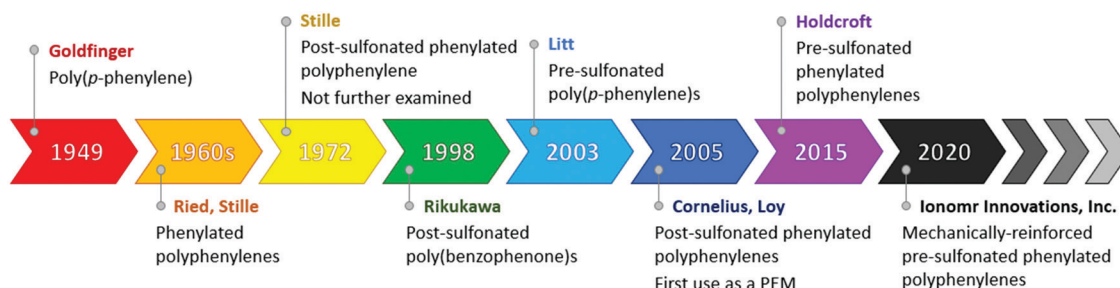 Goldfinger
Poly(p-phenylene)
Stille
Post-sulfonated phenylated
polyphenylene
Not further examined
Litt
Pre-sulfonated
poly(p-phenylene)s
Holdcroft
Pre-sulfonated
phenylated
polyphenylenes
1949
1960s
1972
1998
2003
2005
2015
2020
Ried, Stille
Phenylated
polyphenylenes
Rikukawa
Post-sulfonated
poly(benzophenone)s
Cornelius, Loy
Post-sulfonated phenylated
polyphenylenes
First use as a PEM
Ionomr Innovations, Inc.
Mechanically-reinforced
pre-sulfonated phenylated
polyphenylenes